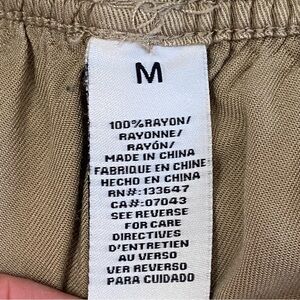 M
100%RAYON/
RAYONNE/
RAYÓN/
MADE IN CHINA
FABRIQUE EN CHINE
HECHO EN CHINA
RN#:133647
CA#:07043
SEE REVERSE
FOR CARE
DIRECTIVES
D'ENTRETIEN
AU VERSO
VER REVERSO
PARA CUIDADO